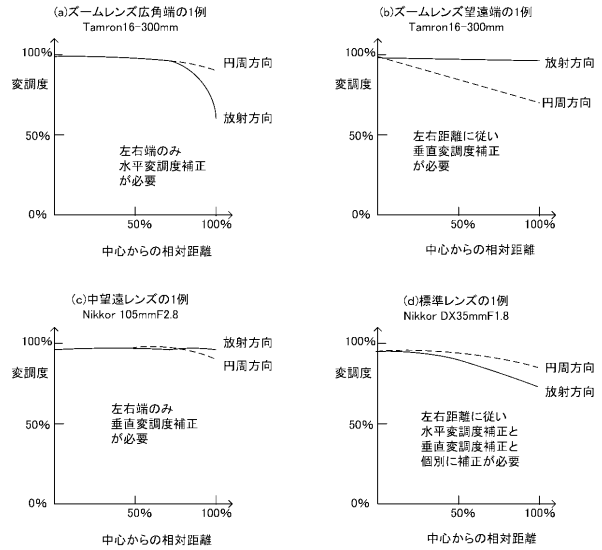 (a)ズームレンズ広角端の1例
Tamron16-300mm
100%
変調度
50%
0%
円周方向
放射方向
左右端のみ
水平変調度補正
が必要
50%
100%
中心からの相対距離
(b)ズームレンズ望遠端の1例
Tamron16-300mm
100%
変調度
50%
0%
放射方向
円周方向
左右距離に従い
垂直変調度補正
が必要
50%
100%
中心からの相対距離
(c)中望遠レンズの1例
Nikkor 105mmF2.8
100%
変調度
50%
0%
放射方向
円周方向
左右端のみ
垂直変調度補正
が必要
50%
100%
中心からの相対距離
(d)標準レンズの1例
Nikkor DX35mmF1.8
100%
変調度
50%
0%
円周方向
放射方向
左右距離に従い
水平変調度補正と
垂直変調度補正と
個別に補正が必要
50%
100%
中心からの相対距離